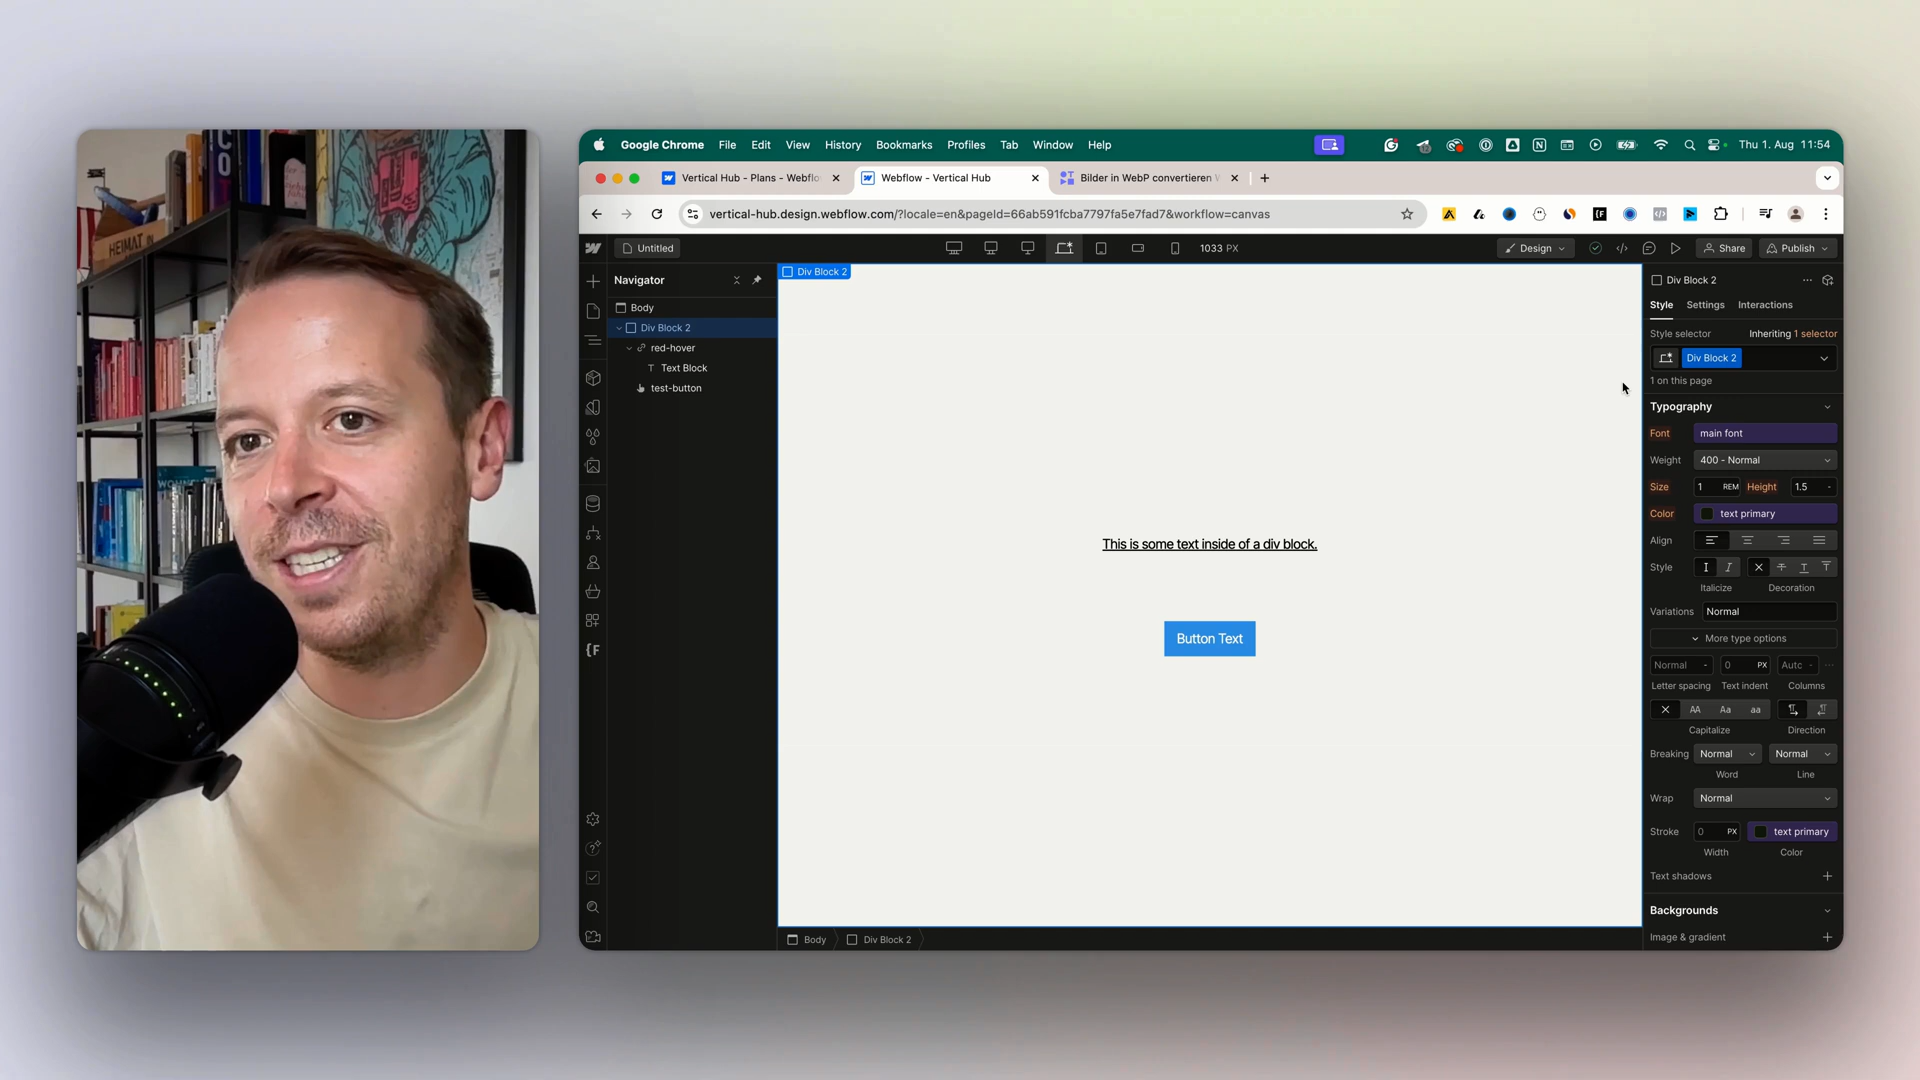 HEIMAT
Google Chrome File Edit View History Bookmarks Profiles Tab Window Help
Thu 1. Aug 11:54
Vertical Hub - Plans - Webflo
Webflow - Vertical Hub
Bilder in WebP convertieren
vertical-hub.design.webflow.com/?locale=en&pageId=66ab591fcba7797fa5e7fad7&workflow=canvas
Untitled
1033 PX
Design
Share
Publish
Navigator
Body
Div Block 2
red-hover
Text Block
test-button
Div Block 2
This is some text inside of a div block.
Button Text
Body Div Block 2
Div Block 2
Style Settings Interactions
Style selector Inheriting 1 selector
Div Block 2
1 on this page
Typography
Font main font
Weight 400 - Normal
Size 1 REM Height 1.5 -
Color text primary
Align
Style
Italicize Decoration
Variations Normal
More type options
Normal - 0 PX Auto -
Letter spacing Text indent Columns
AA Aa aa
Capitalize Direction
Breaking Normal Normal
Word Line
Wrap Normal
Stroke 0 PX text primary
Width Color
Text shadows
Backgrounds
Image & gradient